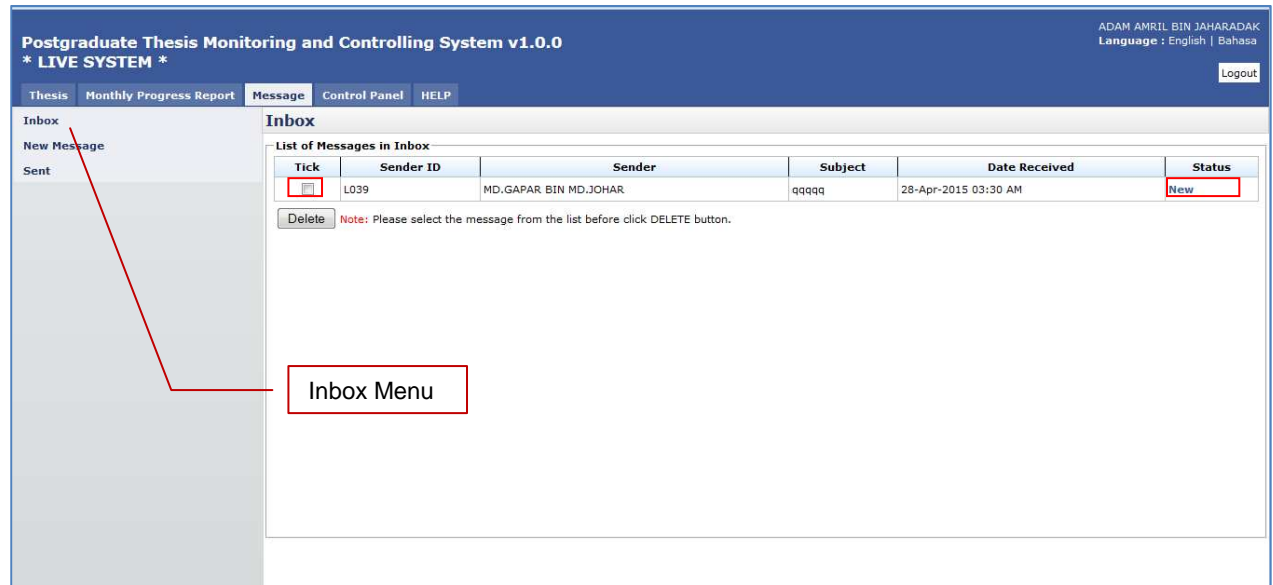 ADAM AMRIL BIN JAHARADAK
Language : English | Bahasa
Postgraduate Thesis Monitoring and Controlling System v1.0.0
* LIVE SYSTEM *
Logout
Thesis Monthly Progress Report Message Control Panel HELP
Inbox
New Message
Sent
Inbox
List of Messages in Inbox
Tick Sender ID Sender Subject Date Received Status
L039 MD.GAPAR BIN MD.JOHAR qqqqq 28-Apr-2015 03:30 AM New
Delete Note: Please select the message from the list before click DELETE button.
Inbox Menu